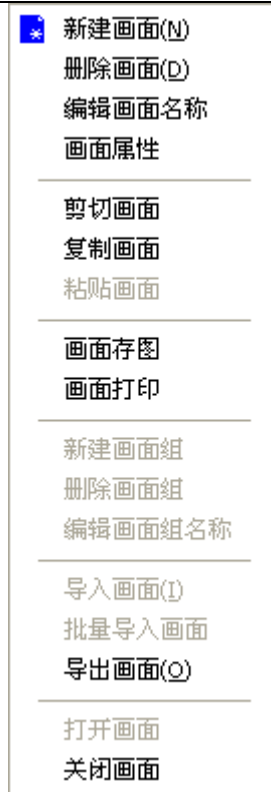 新建画面(N)
删除画面(D)
编辑画面名称
画面属性
剪切画面
复制画面
粘贴画面
画面存图
画面打印
新建画面组
删除画面组
编辑画面组名称
导入画面(I)
批量导入画面
导出画面(O)
打开画面
关闭画面